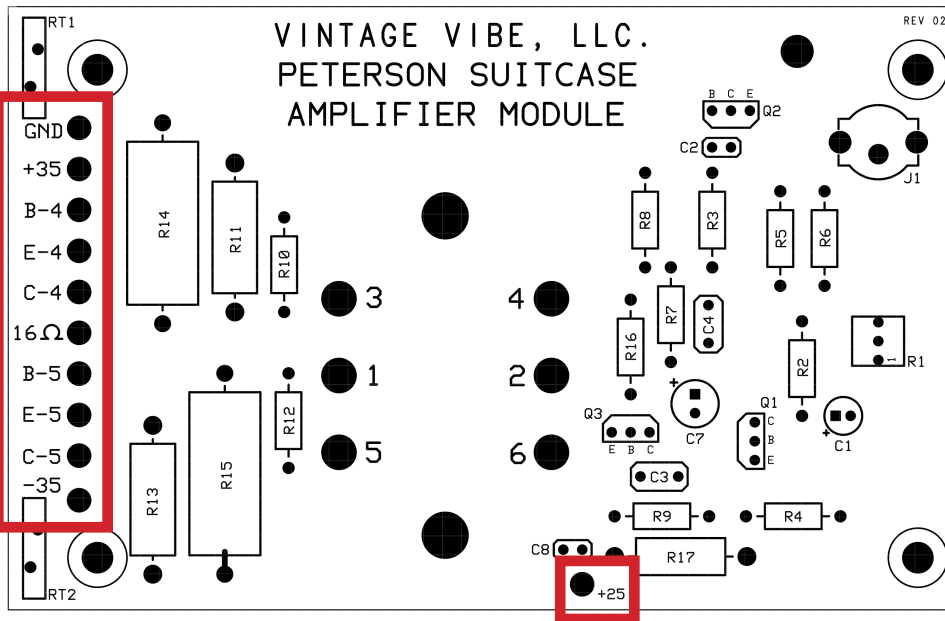 RT1
VINTAGE VIBE, LLC.
PETERSON SUITCASE
AMPLIFIER MODULE
REV 02
B C E
Q2
C2
J1
GND
+35
B-4
E-4
C-4
16Ω
B-5
E-5
C-5
-35
R14
R11
R10
R8
R3
R5
R6
3
4
R7
C4
R16
R2
R1
1
1
2
R12
Q3
E B C
+
C7
Q1
C
B
E
+
C1
5
6
R13
R15
C3
R9
R4
C8
R17
+25
RT2